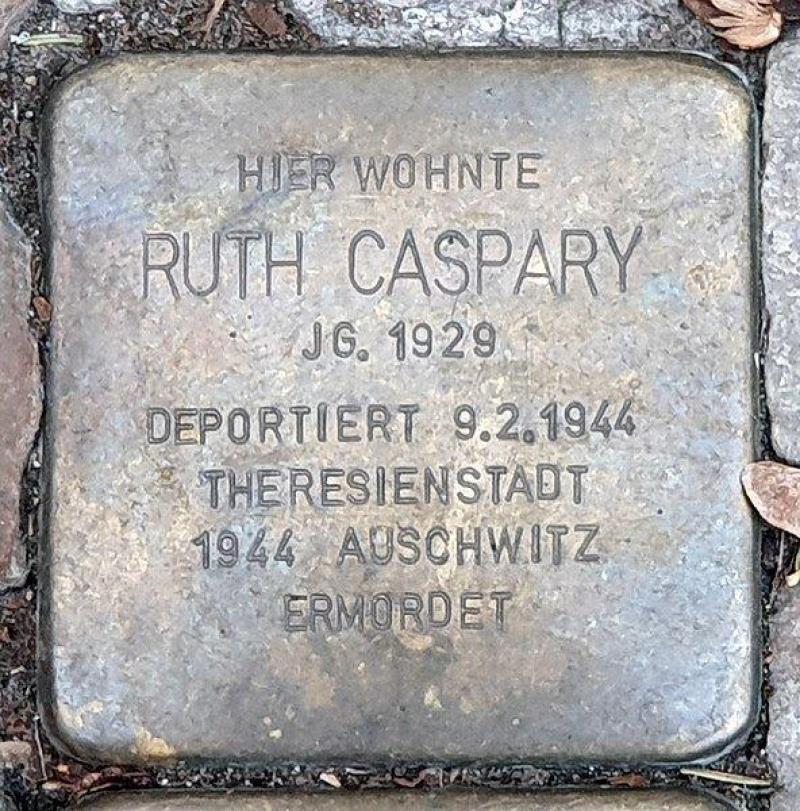 HIER WOHNTE
RUTH CASPARY
JG. 1929
DEPORTIERT 9.2.1944
THERESIENSTADT
1944 AUSCHWITZ
ERMORDET